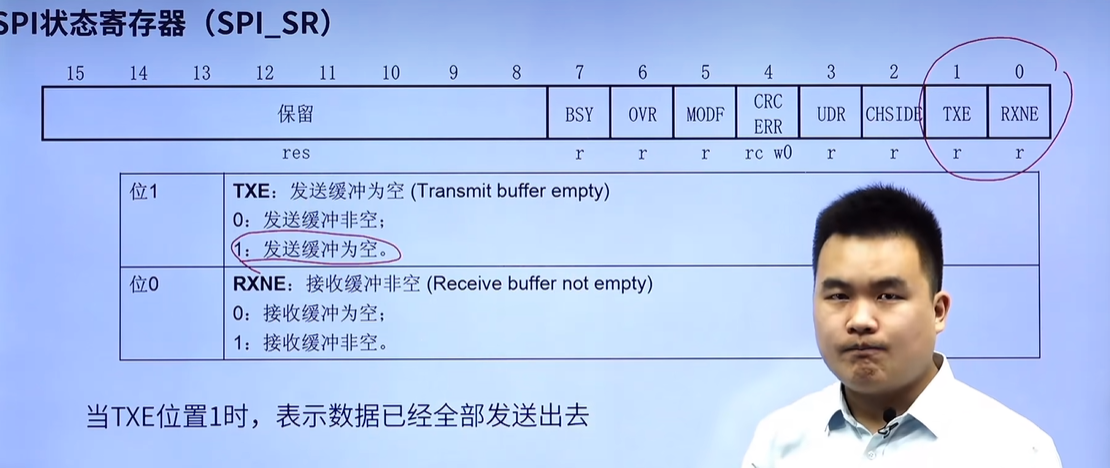 SPI状态寄存器（SPI_SR）
15 14 13 12 11 10 9 8 7 6 5 4 3 2 1 0
保留 BSY OVR MODF CRC ERR UDR CHSIDE TXE RXNE
res r r r rc w0 r r r r
位1 TXE：发送缓冲为空 (Transmit buffer empty)
0：发送缓冲非空；
1：发送缓冲为空。
位0 RXNE：接收缓冲非空 (Receive buffer not empty)
0：接收缓冲为空；
1：接收缓冲非空。
当TXE位置1时，表示数据已经全部发送出去